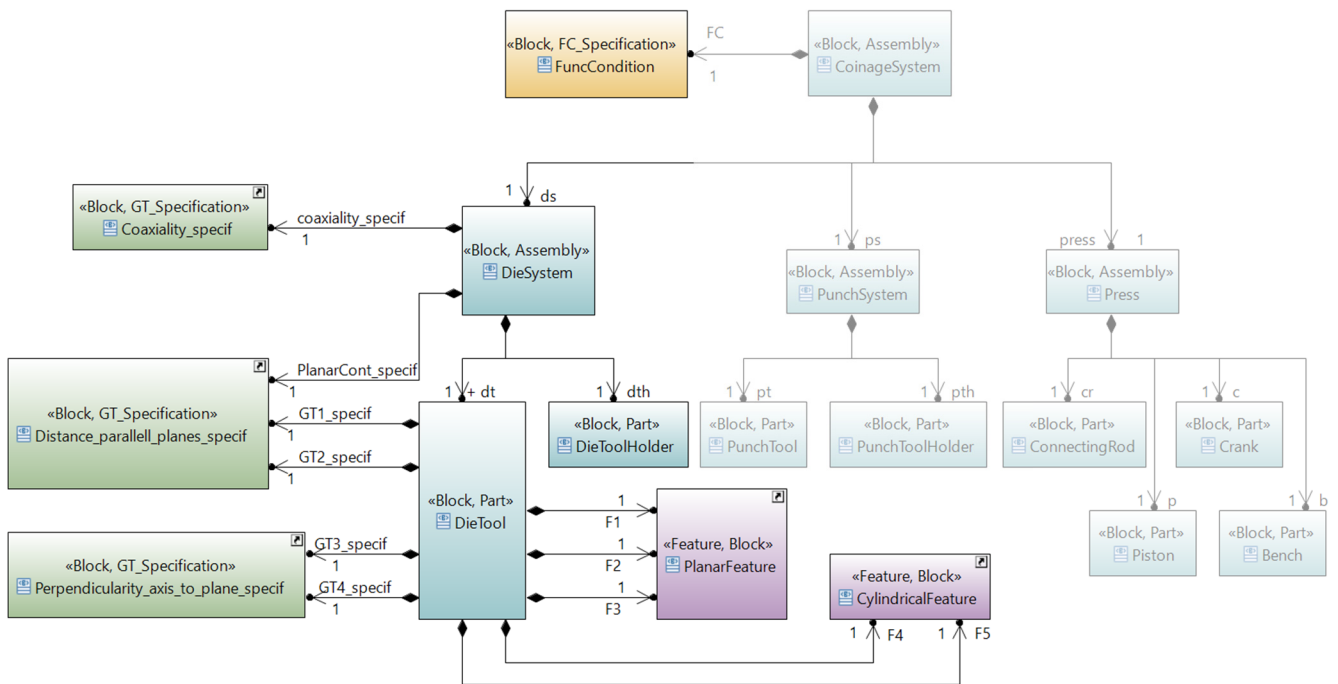 FC
«Block, FC_Specification»
FuncCondition
1
«Block, Assembly»
CoinageSystem
«Block, GT_Specification»
Coaxiality_specif
coaxiality_specif
1
1
ds
«Block, Assembly»
DieSystem
1
ps
«Block, Assembly»
PunchSystem
press
1
«Block, Assembly»
Press
PlanarCont_specif
1
«Block, GT_Specification»
Distance_parallell_planes_specif
GT1_specif
1
GT2_specif
1
1
+ dt
1
dth
«Block, Part»
DieToolHolder
1
pt
«Block, Part»
PunchTool
1
pth
«Block, Part»
PunchToolHolder
1
cr
«Block, Part»
ConnectingRod
1
c
«Block, Part»
Crank
«Block, Part»
DieTool
1
F1
1
F2
1
F3
«Feature, Block»
PlanarFeature
1
p
«Block, Part»
Piston
1
b
«Block, Part»
Bench
«Block, GT_Specification»
Perpendicularity_axis_to_plane_specif
GT3_specif
1
GT4_specif
1
«Feature, Block»
CylindricalFeature
1
F4
1
F5